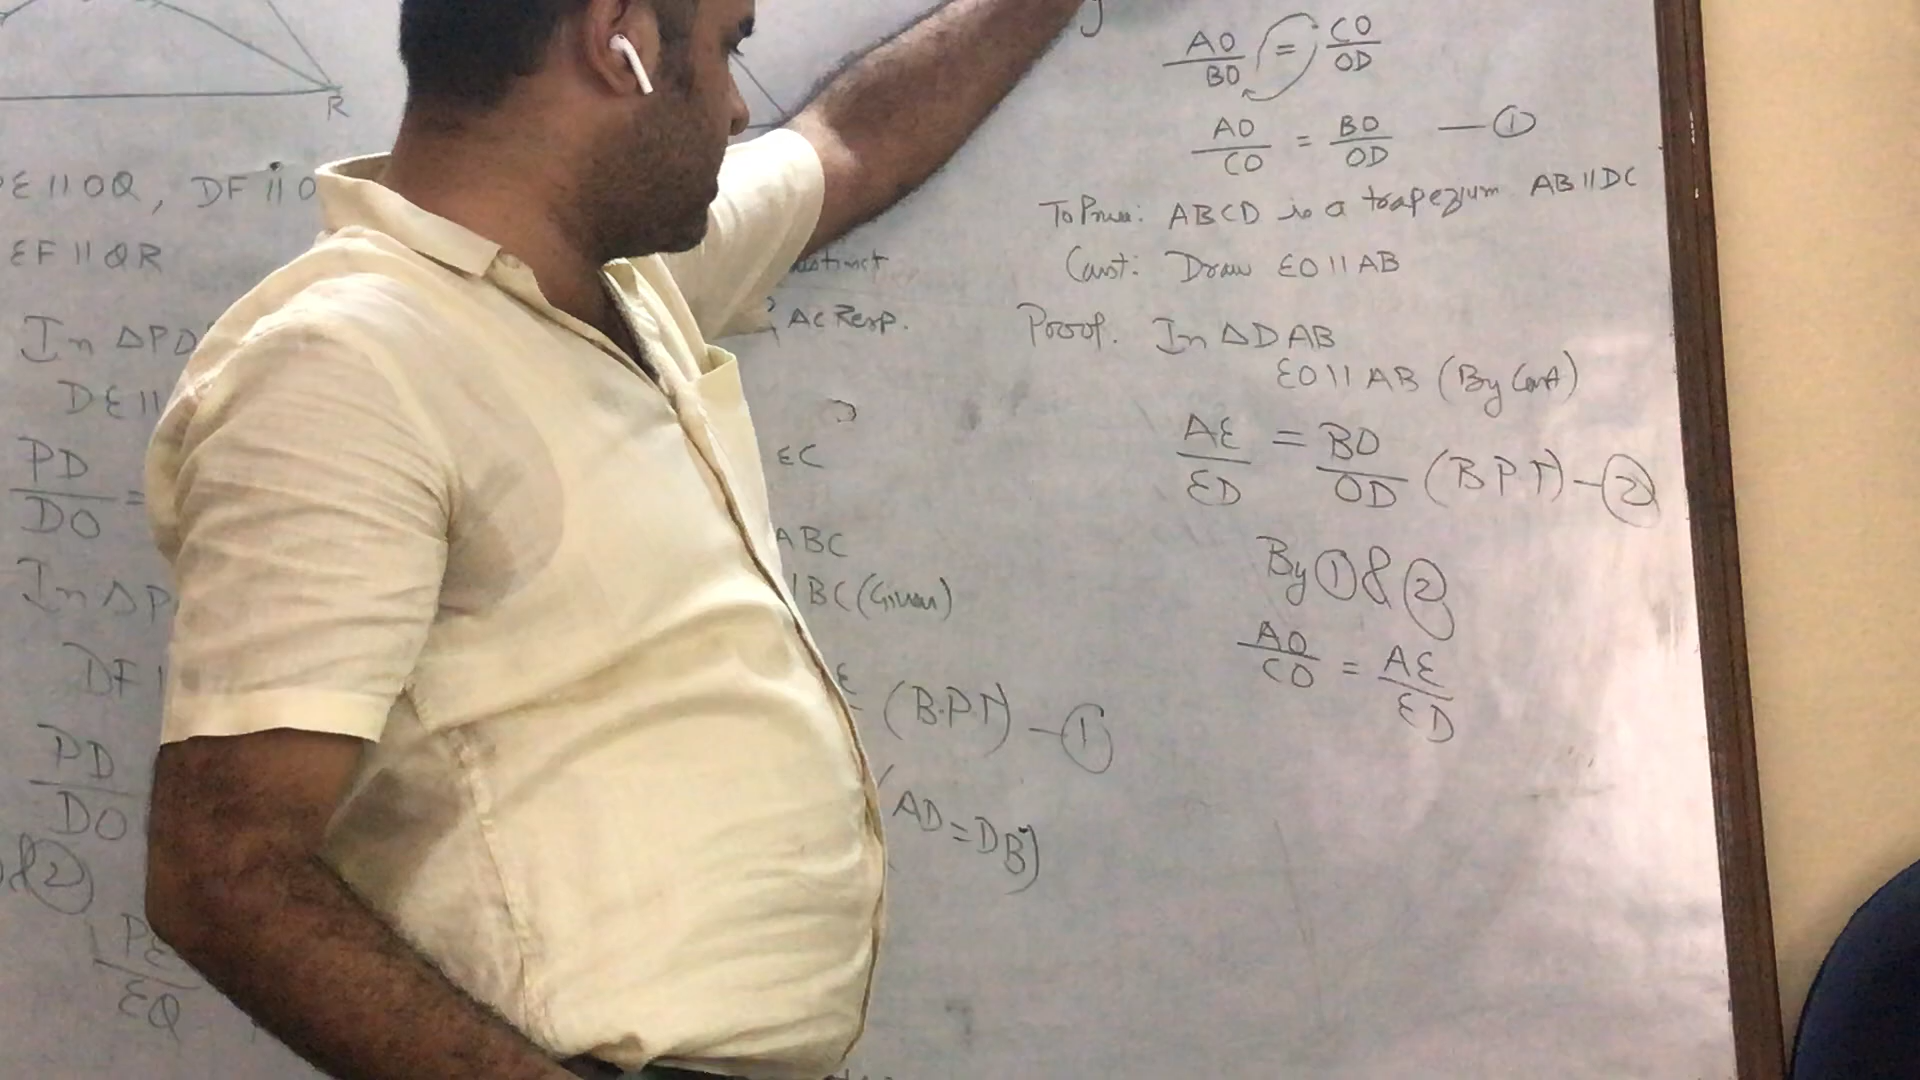 R
E || OQ, DF || O
EF || QR
In ΔPD
DE ||
PD
DO =
In ΔP
DF |
PD
DO
& ②
PE
EQ
AC Resp.
EC
ABC
BC (Given)
(B.P.T) — ①
(AD = DB)
AO/BO = CO/OD
AO/CO = BO/OD — ①
To Prove: ABCD is a trapezium AB || DC
Const: Draw EO || AB
Proof. In ΔDAB
EO || AB (By Const)
AE/ED = BO/OD (BPT) — ②
By ① & ②
AO/CO = AE/ED